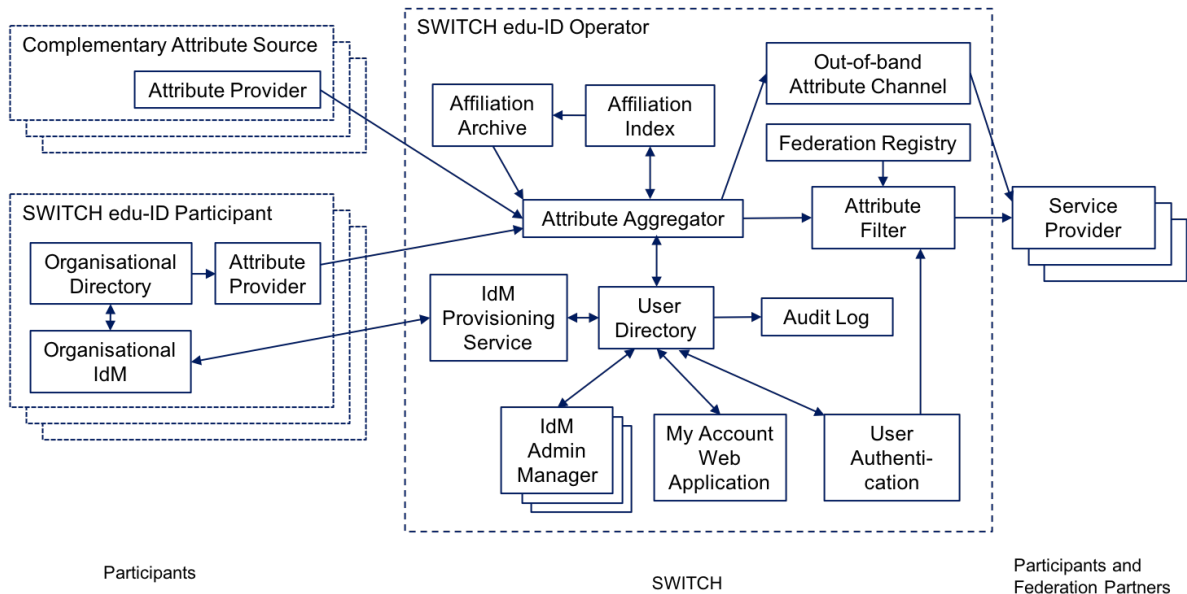 Complementary Attribute Source
Attribute Provider
SWITCH edu-ID Participant
Organisational
Directory
Attribute
Provider
Organisational
IdM
SWITCH edu-ID Operator
Affiliation
Archive
Affiliation
Index
Out-of-band
Attribute Channel
Federation Registry
Attribute Aggregator
Attribute
Filter
Service
Provider
IdM
Provisioning
Service
User
Directory
Audit Log
IdM
Admin
Manager
My Account
Web
Application
User
Authenti-
cation
Participants
SWITCH
Participants and
Federation Partners